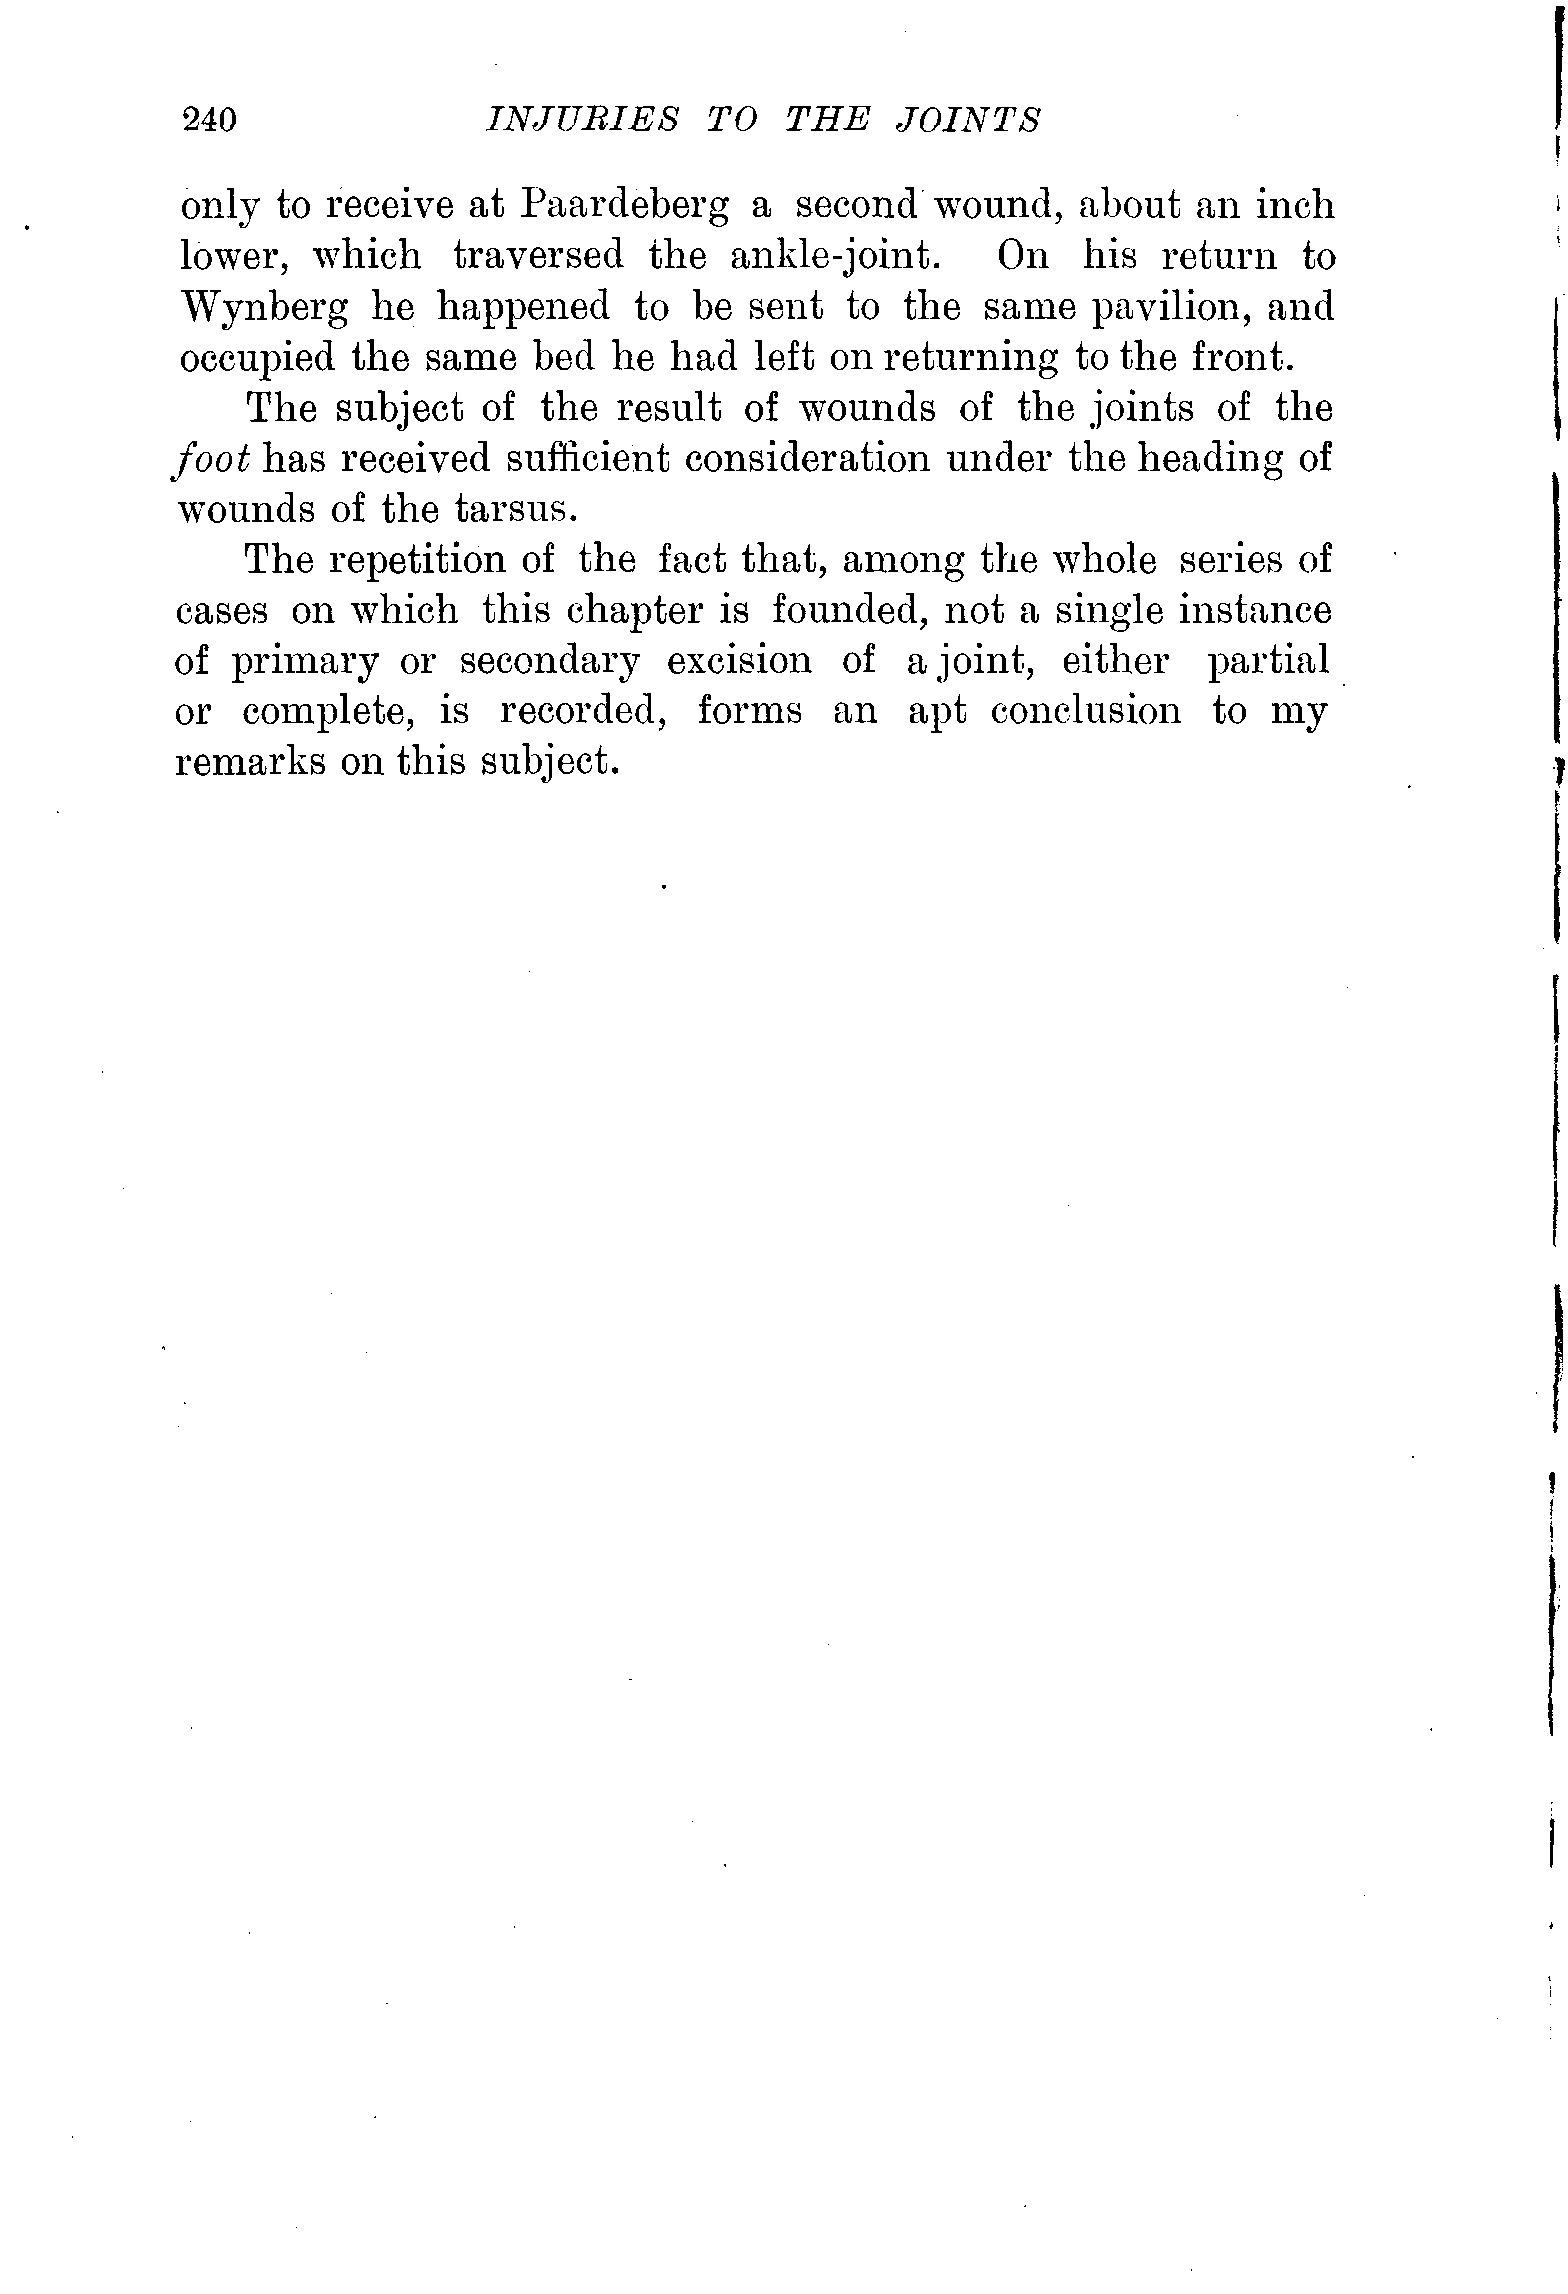 240 INJURIES TO THE JOINTS
only to receive at Paardeberg a second wound, about an inch
lower, which traversed the ankle-joint. On his return to
Wynberg he happened to be sent to the same pavilion, and
occupied the same bed he had left on returning to the front.
The subject of the result of wounds of the joints of the
foot has received sufficient consideration under the heading of
wounds of the tarsus.
The repetition of the fact that, among the whole series of
cases on which this chapter is founded, not a single instance
of primary or secondary excision of a joint, either partial
or complete, is recorded, forms an apt conclusion to my
remarks on this subject.